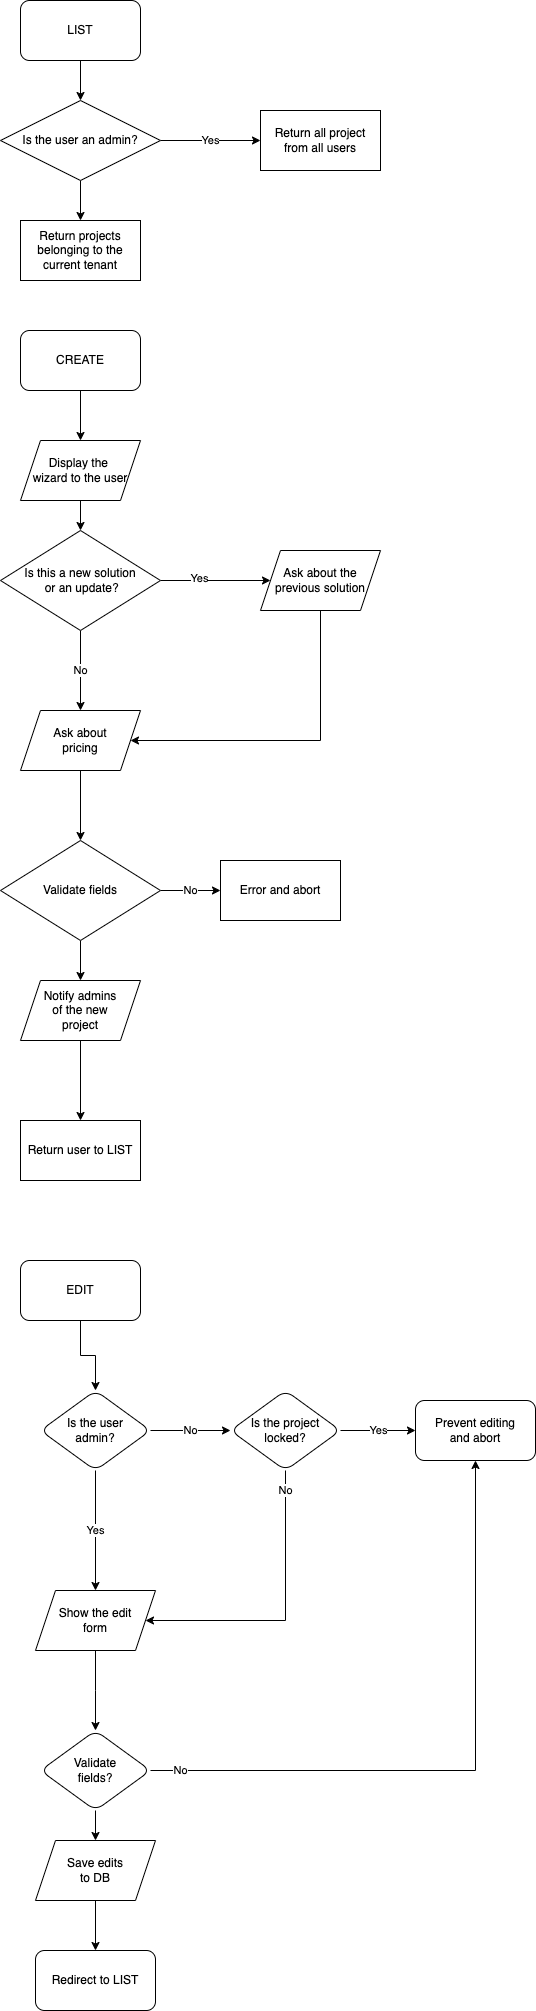 LIST
Is the user an admin?
Yes
Return all project
from all users
Return projects
belonging to the
current tenant
CREATE
Display the
wizard to the user
Is this a new solution
or an update?
Yes
Ask about the
previous solution
No
Ask about
pricing
Validate fields
No
Error and abort
Notify admins
of the new
project
Return user to LIST
EDIT
Is the user
admin?
No
Is the project
locked?
Yes
Prevent editing
and abort
No
Yes
Show the edit
form
Validate
fields?
No
Save edits
to DB
Redirect to LIST